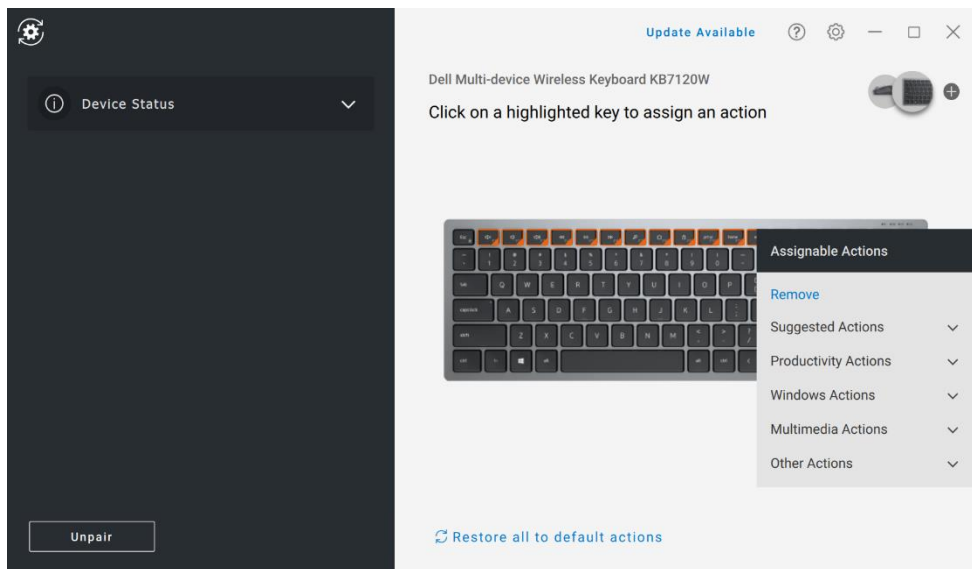 Update Available
Device Status
Dell Multi-device Wireless Keyboard KB7120W
Click on a highlighted key to assign an action
Q W E R T Y U I O P
A S D F G H J K L
Z X C V B N M
Assignable Actions
Remove
Suggested Actions
Productivity Actions
Windows Actions
Multimedia Actions
Other Actions
Unpair
Restore all to default actions